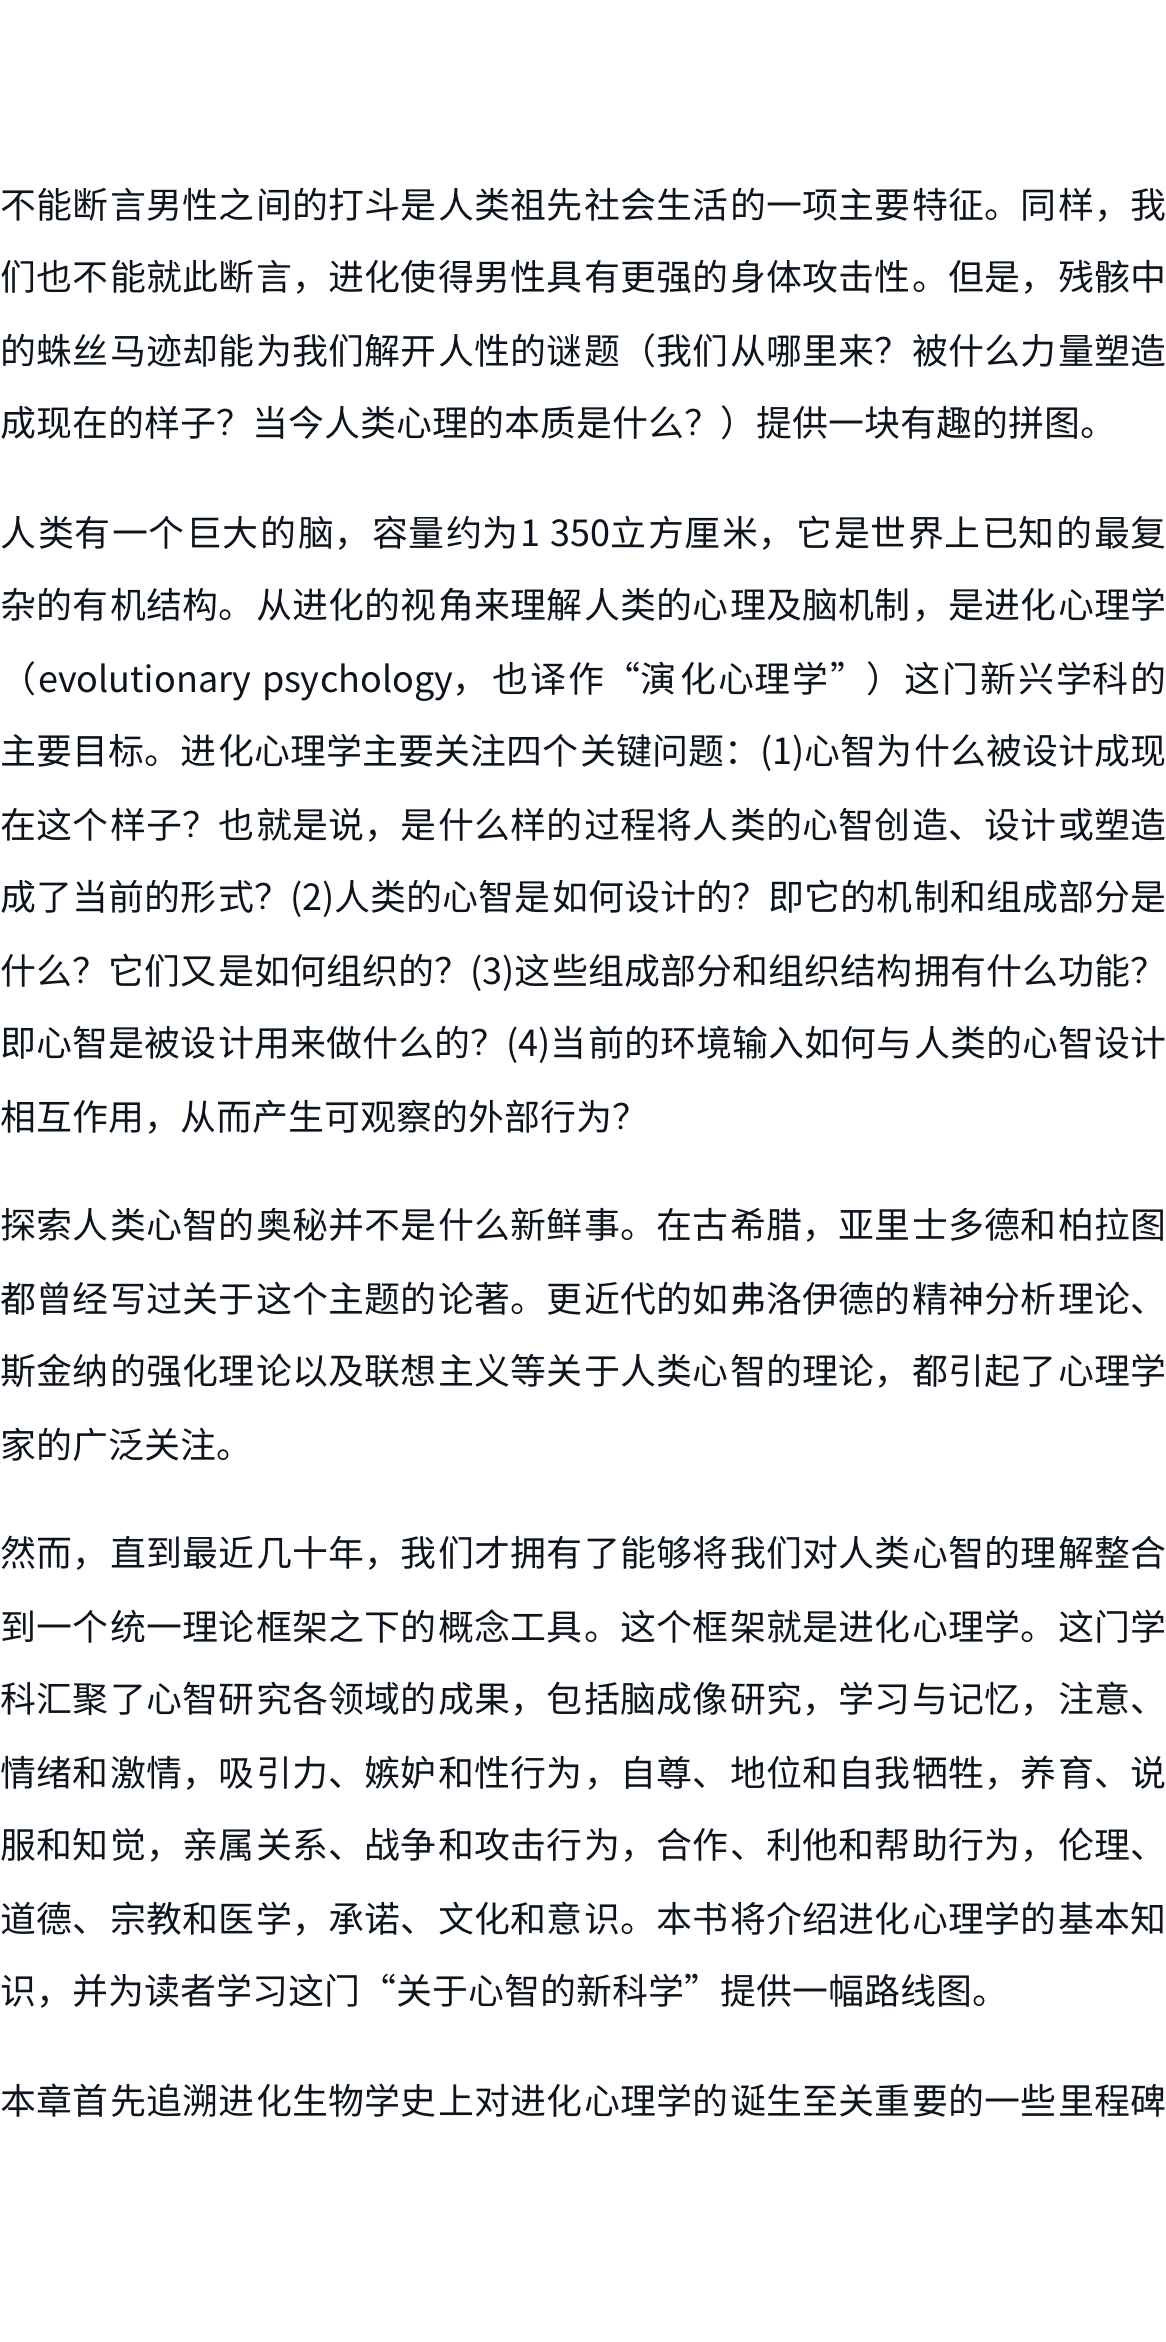 不能断言男性之间的打斗是人类祖先社会生活的一项主要特征。同样，我
们也不能就此断言，进化使得男性具有更强的身体攻击性。但是，残骸中
的蛛丝马迹却能为我们解开人性的谜题（我们从哪里来？被什么力量塑造
成现在的样子？当今人类心理的本质是什么？）提供一块有趣的拼图。
人类有一个巨大的脑，容量约为1 350立方厘米，它是世界上已知的最复
杂的有机结构。从进化的视角来理解人类的心理及脑机制，是进化心理学
（evolutionary psychology，也译作“演化心理学”）这门新兴学科的
主要目标。进化心理学主要关注四个关键问题：(1)心智为什么被设计成现
在这个样子？也就是说，是什么样的过程将人类的心智创造、设计或塑造
成了当前的形式？(2)人类的心智是如何设计的？即它的机制和组成部分是
什么？它们又是如何组织的？(3)这些组成部分和组织结构拥有什么功能？
即心智是被设计用来做什么的？(4)当前的环境输入如何与人类的心智设计
相互作用，从而产生可观察的外部行为？
探索人类心智的奥秘并不是什么新鲜事。在古希腊，亚里士多德和柏拉图
都曾经写过关于这个主题的论著。更近代的如弗洛伊德的精神分析理论、
斯金纳的强化理论以及联想主义等关于人类心智的理论，都引起了心理学
家的广泛关注。
然而，直到最近几十年，我们才拥有了能够将我们对人类心智的理解整合
到一个统一理论框架之下的概念工具。这个框架就是进化心理学。这门学
科汇聚了心智研究各领域的成果，包括脑成像研究，学习与记忆，注意、
情绪和激情，吸引力、嫉妒和性行为，自尊、地位和自我牺牲，养育、说
服和知觉，亲属关系、战争和攻击行为，合作、利他和帮助行为，伦理、
道德、宗教和医学，承诺、文化和意识。本书将介绍进化心理学的基本知
识，并为读者学习这门“关于心智的新科学”提供一幅路线图。
本章首先追溯进化生物学史上对进化心理学的诞生至关重要的一些里程碑